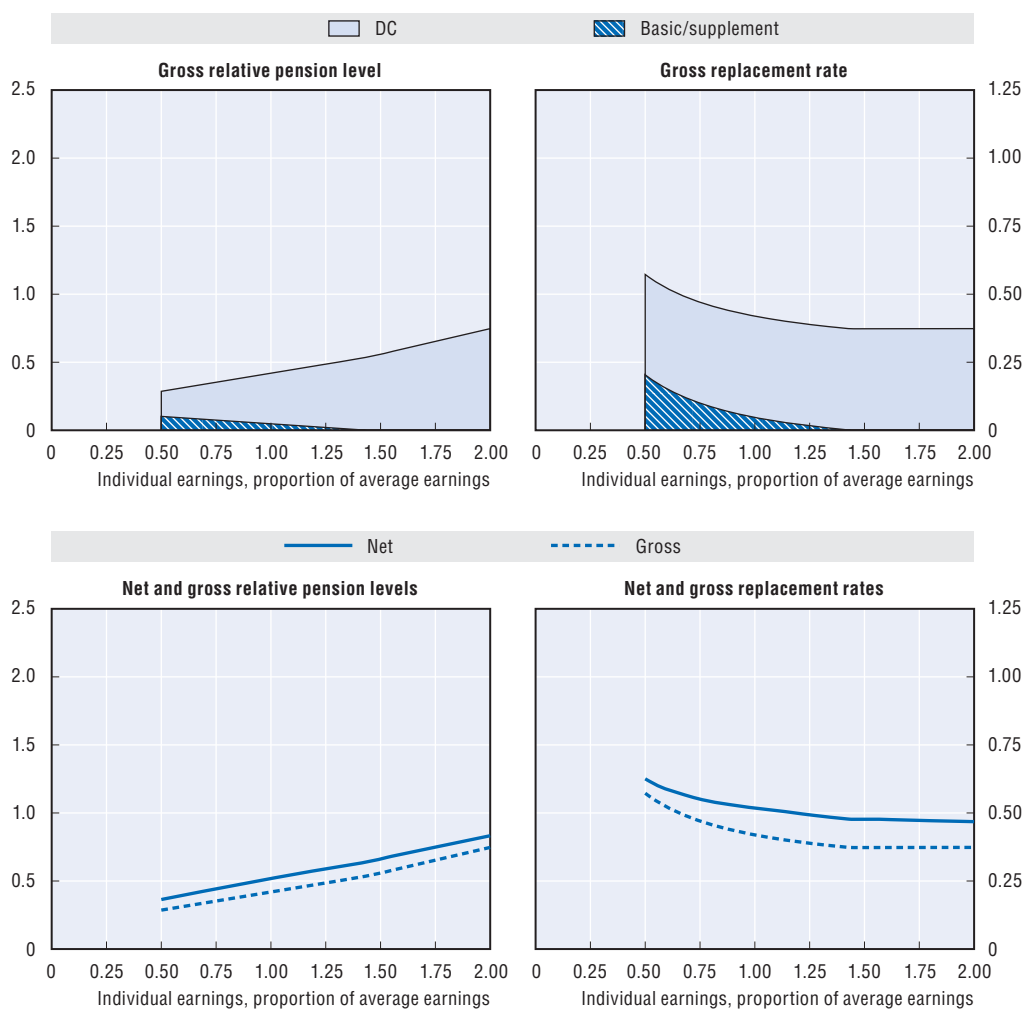 DC Basic/supplement
Gross relative pension level
2.5
2.0
1.5
1.0
0.5
0
0 0.25 0.50 0.75 1.00 1.25 1.50 1.75 2.00
Individual earnings, proportion of average earnings
Gross replacement rate
1.25
1.00
0.75
0.50
0.25
0
0 0.25 0.50 0.75 1.00 1.25 1.50 1.75 2.00
Individual earnings, proportion of average earnings
Net Gross
Net and gross relative pension levels
2.5
2.0
1.5
1.0
0.5
0
0 0.25 0.50 0.75 1.00 1.25 1.50 1.75 2.00
Individual earnings, proportion of average earnings
Net and gross replacement rates
1.25
1.00
0.75
0.50
0.25
0
0 0.25 0.50 0.75 1.00 1.25 1.50 1.75 2.00
Individual earnings, proportion of average earnings